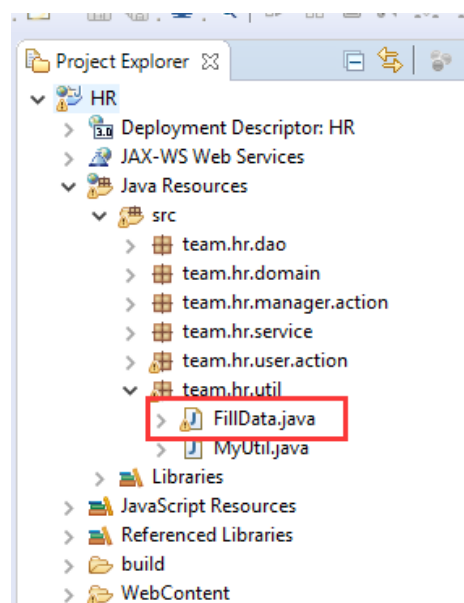 Project Explorer
HR
3.0
Deployment Descriptor: HR
JAX-WS Web Services
Java Resources
src
team.hr.dao
team.hr.domain
team.hr.manager.action
team.hr.service
team.hr.user.action
team.hr.util
FillData.java
MyUtil.java
Libraries
JavaScript Resources
Referenced Libraries
build
WebContent